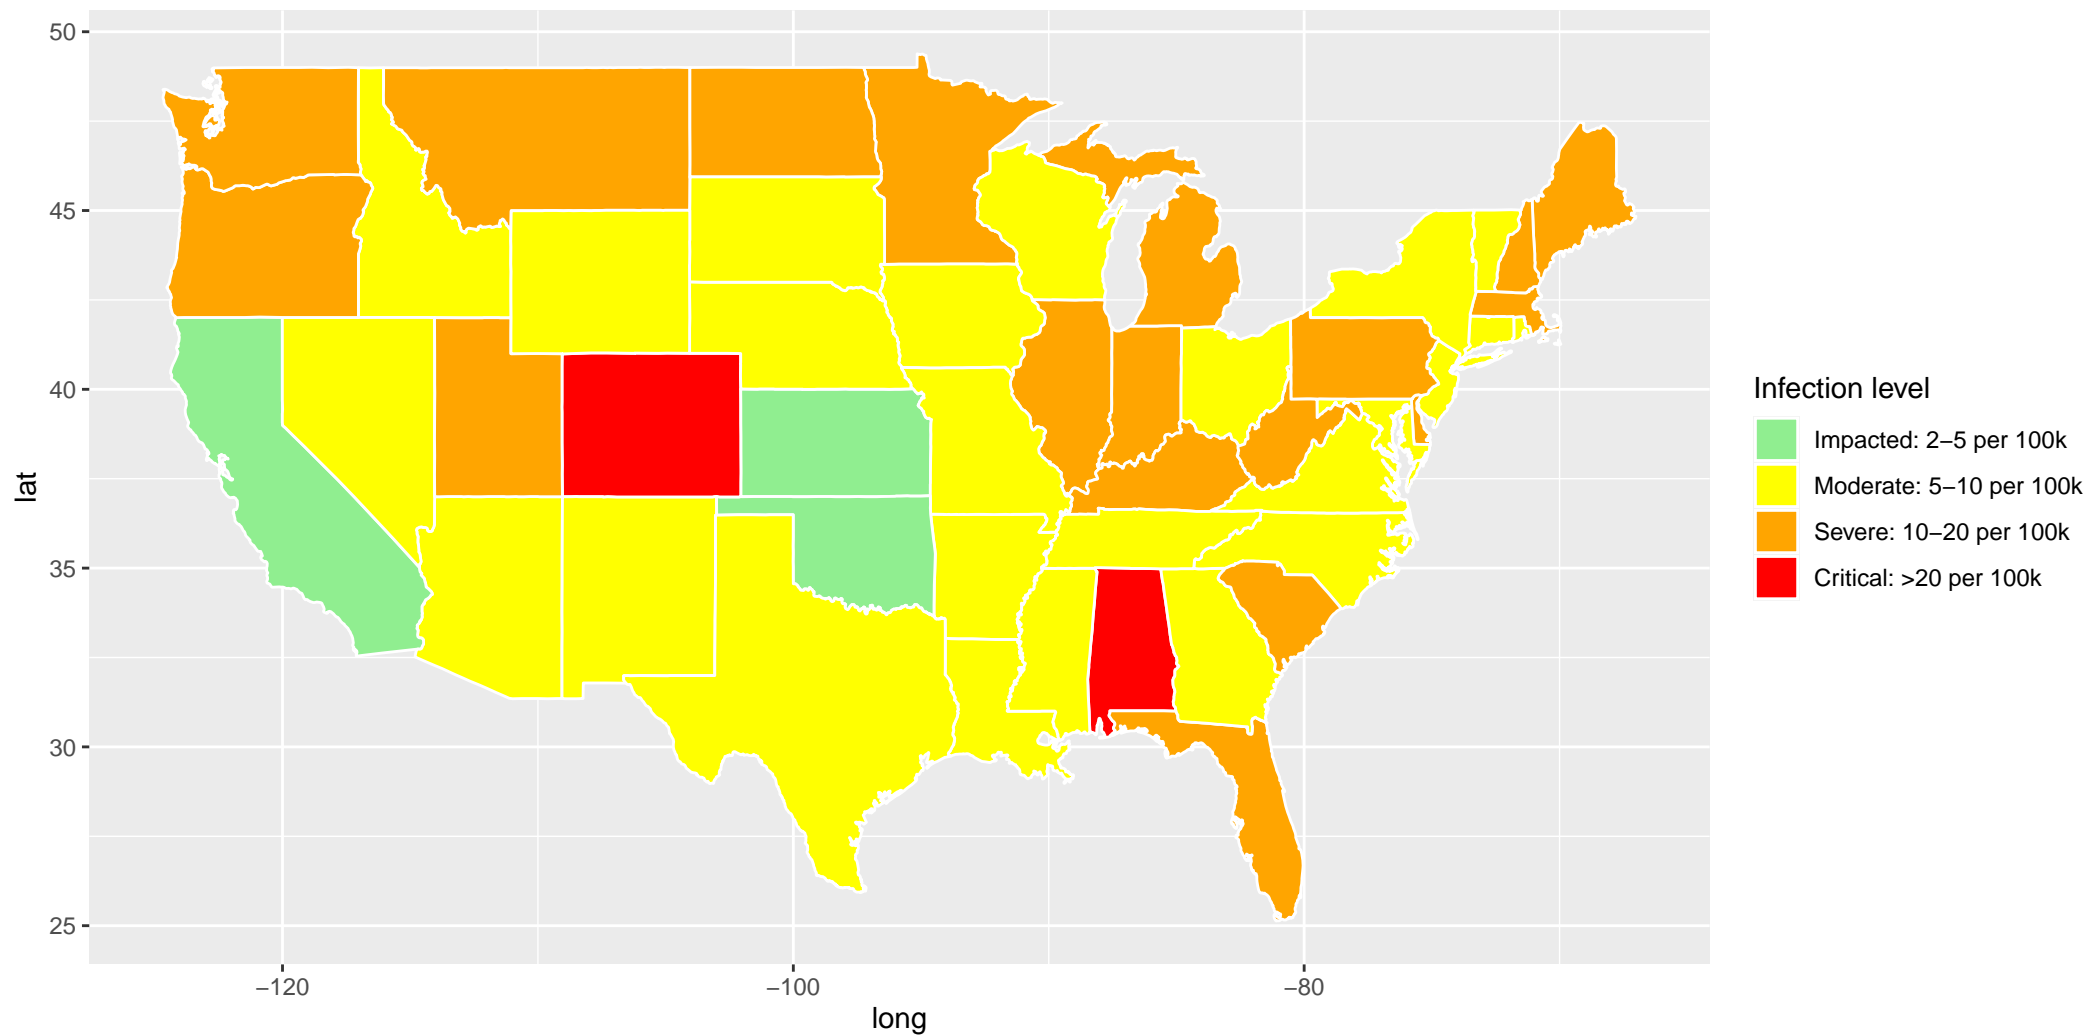 50
45
40
35
30
25
lat
−120
−100
−80
long
Infection level
Impacted: 2−5 per 100k
Moderate: 5−10 per 100k
Severe: 10−20 per 100k
Critical: >20 per 100k